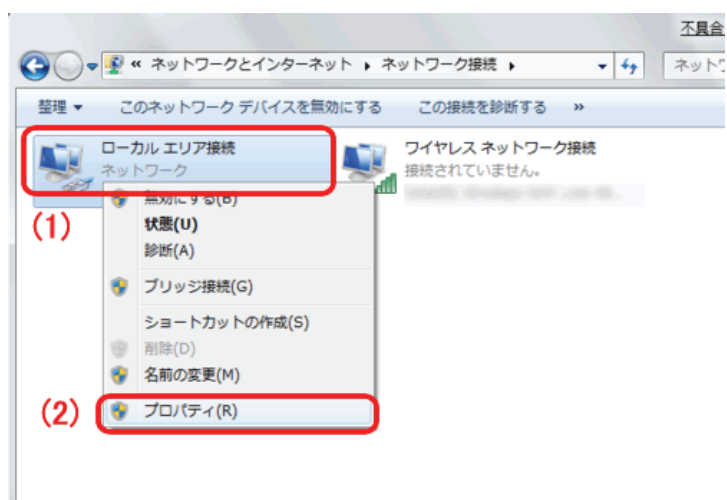 不具合
« ネットワークとインターネット ▸ ネットワーク接続 ▸
ネットワ
整理 ▼ このネットワーク デバイスを無効にする この接続を診断する »
ローカル エリア接続
ネットワーク
ワイヤレス ネットワーク接続
接続されていません。
(1)
無効にする(B)
状態(U)
診断(A)
ブリッジ接続(G)
ショートカットの作成(S)
削除(D)
名前の変更(M)
(2)
プロパティ(R)